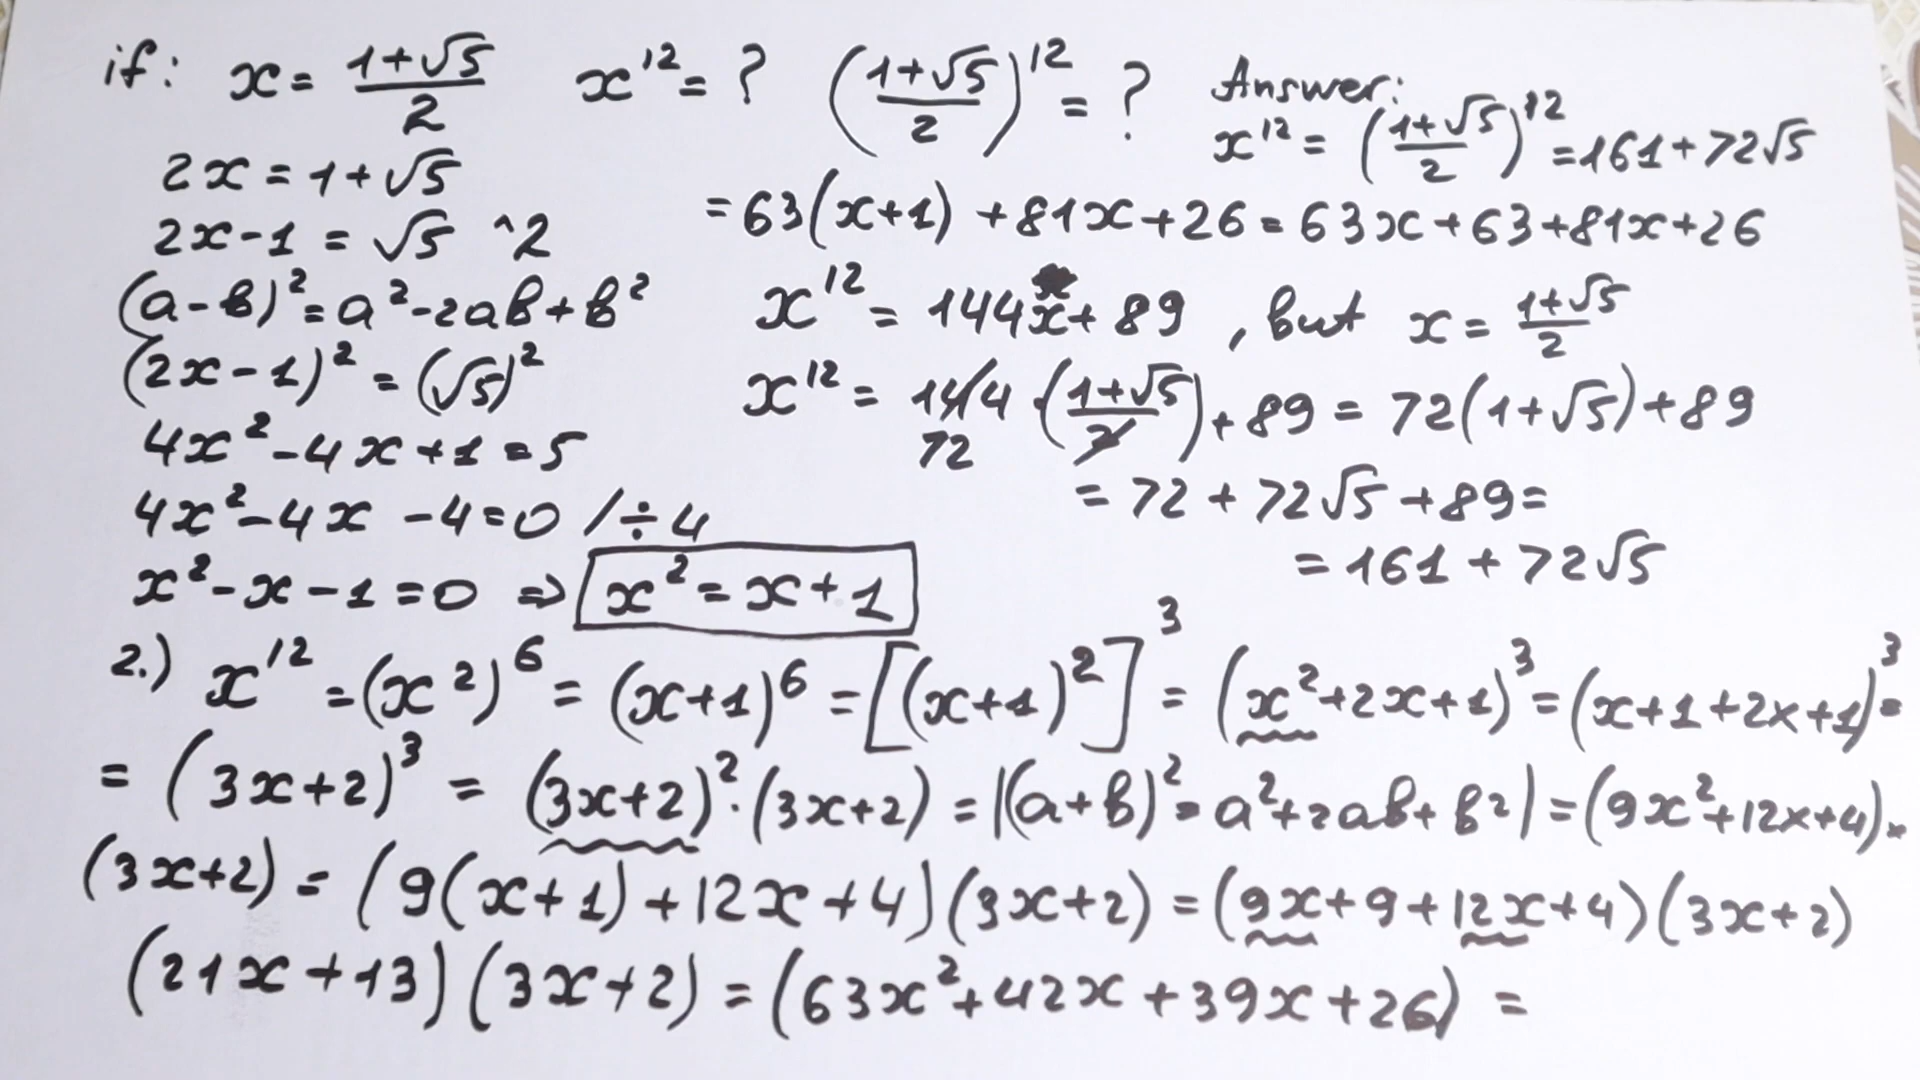 if: x = (1+√5)/2    x^12 = ?    ((1+√5)/2)^12 = ?
2x = 1+√5
2x-1 = √5 ^2
(a-b)² = a²-2ab+b²
(2x-1)² = (√5)²
4x²-4x+1=5
4x²-4x-4=0 /÷4
x²-x-1=0 ⇒ x²=x+1
2.) x^12 = (x²)^6 = (x+1)^6 = [(x+1)²]³ = (x²+2x+1)³ = (x+1+2x+1)³ =
= (3x+2)³ = (3x+2)²·(3x+2) = |(a+b)² = a²+2ab+b²| = (9x²+12x+4)×
(3x+2) = (9(x+1)+12x+4)(3x+2) = (9x+9+12x+4)(3x+2)
(21x+13)(3x+2) = (63x²+42x+39x+26) =
= 63(x+1)+81x+26 = 63x+63+81x+26
x^12 = 144x+89 , but x = (1+√5)/2
x^12 = 144 72 · ((1+√5)/2) + 89 = 72(1+√5)+89
= 72+72√5+89=
= 161+72√5
Answer:
x^12 = ((1+√5)/2)^12 = 161+72√5